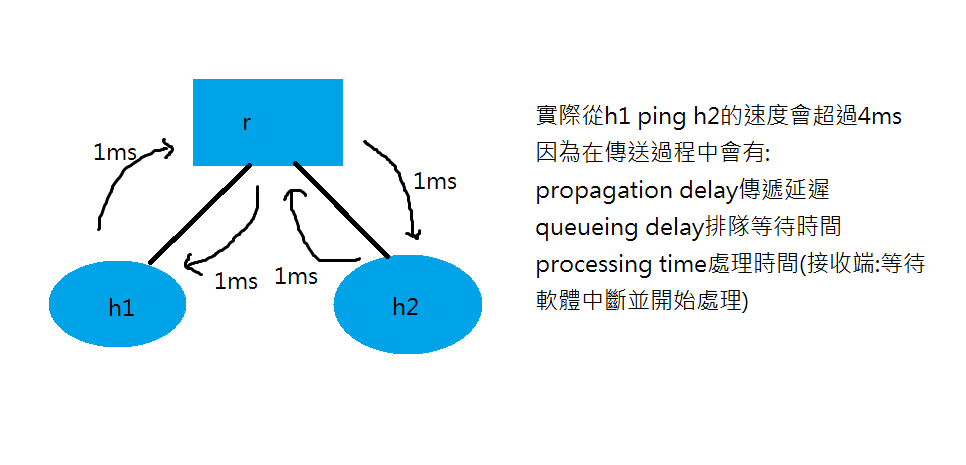 r
1ms
1ms
1ms
1ms
h1
h2
實際從h1 ping h2的速度會超過4ms
因為在傳送過程中會有:
propagation delay傳遞延遲
queueing delay排隊等待時間
processing time處理時間(接收端:等待
軟體中斷並開始處理)